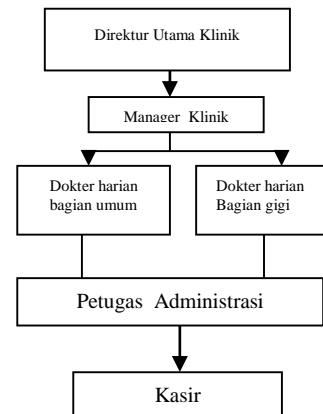 Direktur Utama Klinik
Manager Klinik
Dokter harian
bagian umum
Dokter harian
Bagian gigi
Petugas Administrasi
Kasir